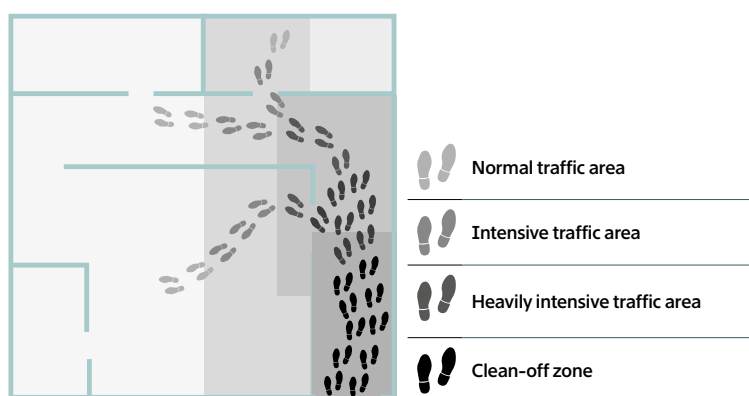 Normal traffic area
Intensive traffic area
Heavily intensive traffic area
Clean-off zone